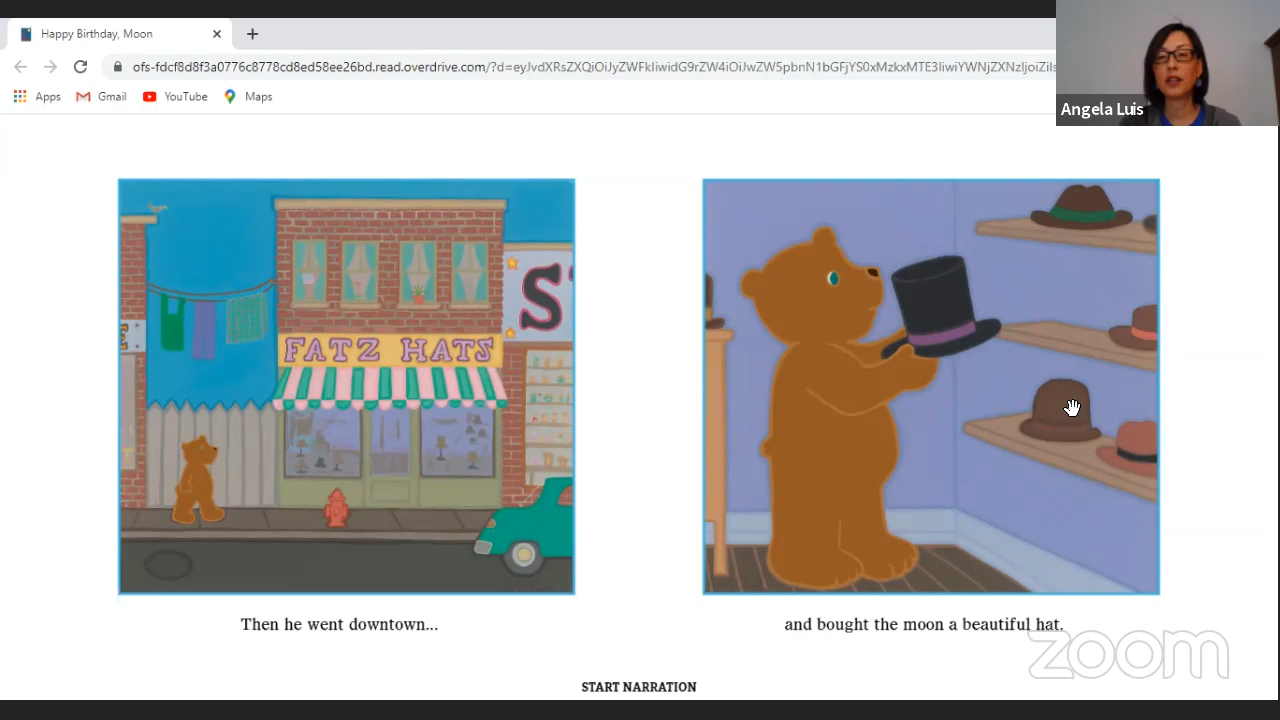 Happy Birthday, Moon
ofs-fdcf8d8f3a0776c8778cd8ed58ee26bd.read.overdrive.com/?d=
Apps Gmail YouTube Maps
Angela Luis
FATZ HATS
Then he went downtown...
and bought the moon a beautiful hat.
zoom
START NARRATION